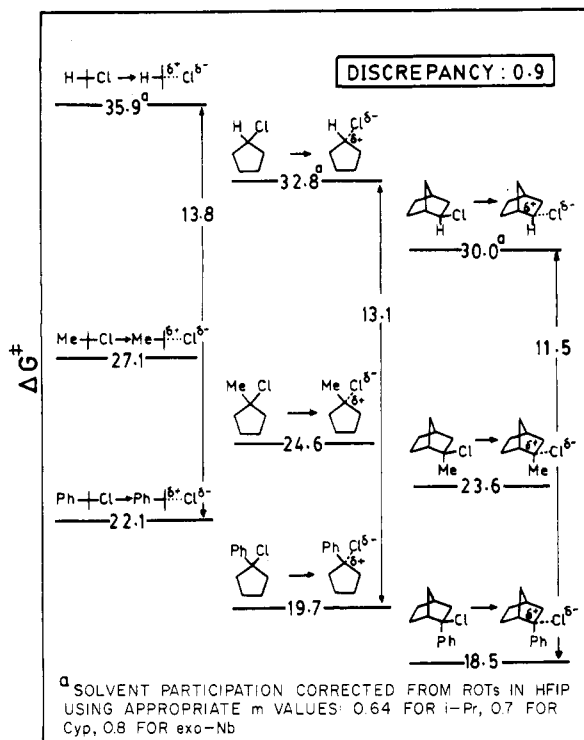 DISCREPANCY: 0.9
ΔG‡
H Cl → H δ+ Clδ-
35.9a
13.8
Me Cl → Me δ+ Clδ-
27.1
Ph Cl → Ph δ+ Clδ-
22.1
H Cl → H Clδ- δ+
32.8a
13.1
Me Cl → Me Clδ- δ+
24.6
Ph Cl → Ph Clδ- δ+
19.7
Cl H → δ+ Clδ- H
30.0a
11.5
Cl Me → δ+ Clδ- Me
23.6
Cl Ph → δ+ Clδ- Ph
18.5
a SOLVENT PARTICIPATION CORRECTED FROM ROTs IN HFIP
USING APPROPRIATE m VALUES: 0.64 FOR i-Pr, 0.7 FOR
Cyp, 0.8 FOR exo-Nb